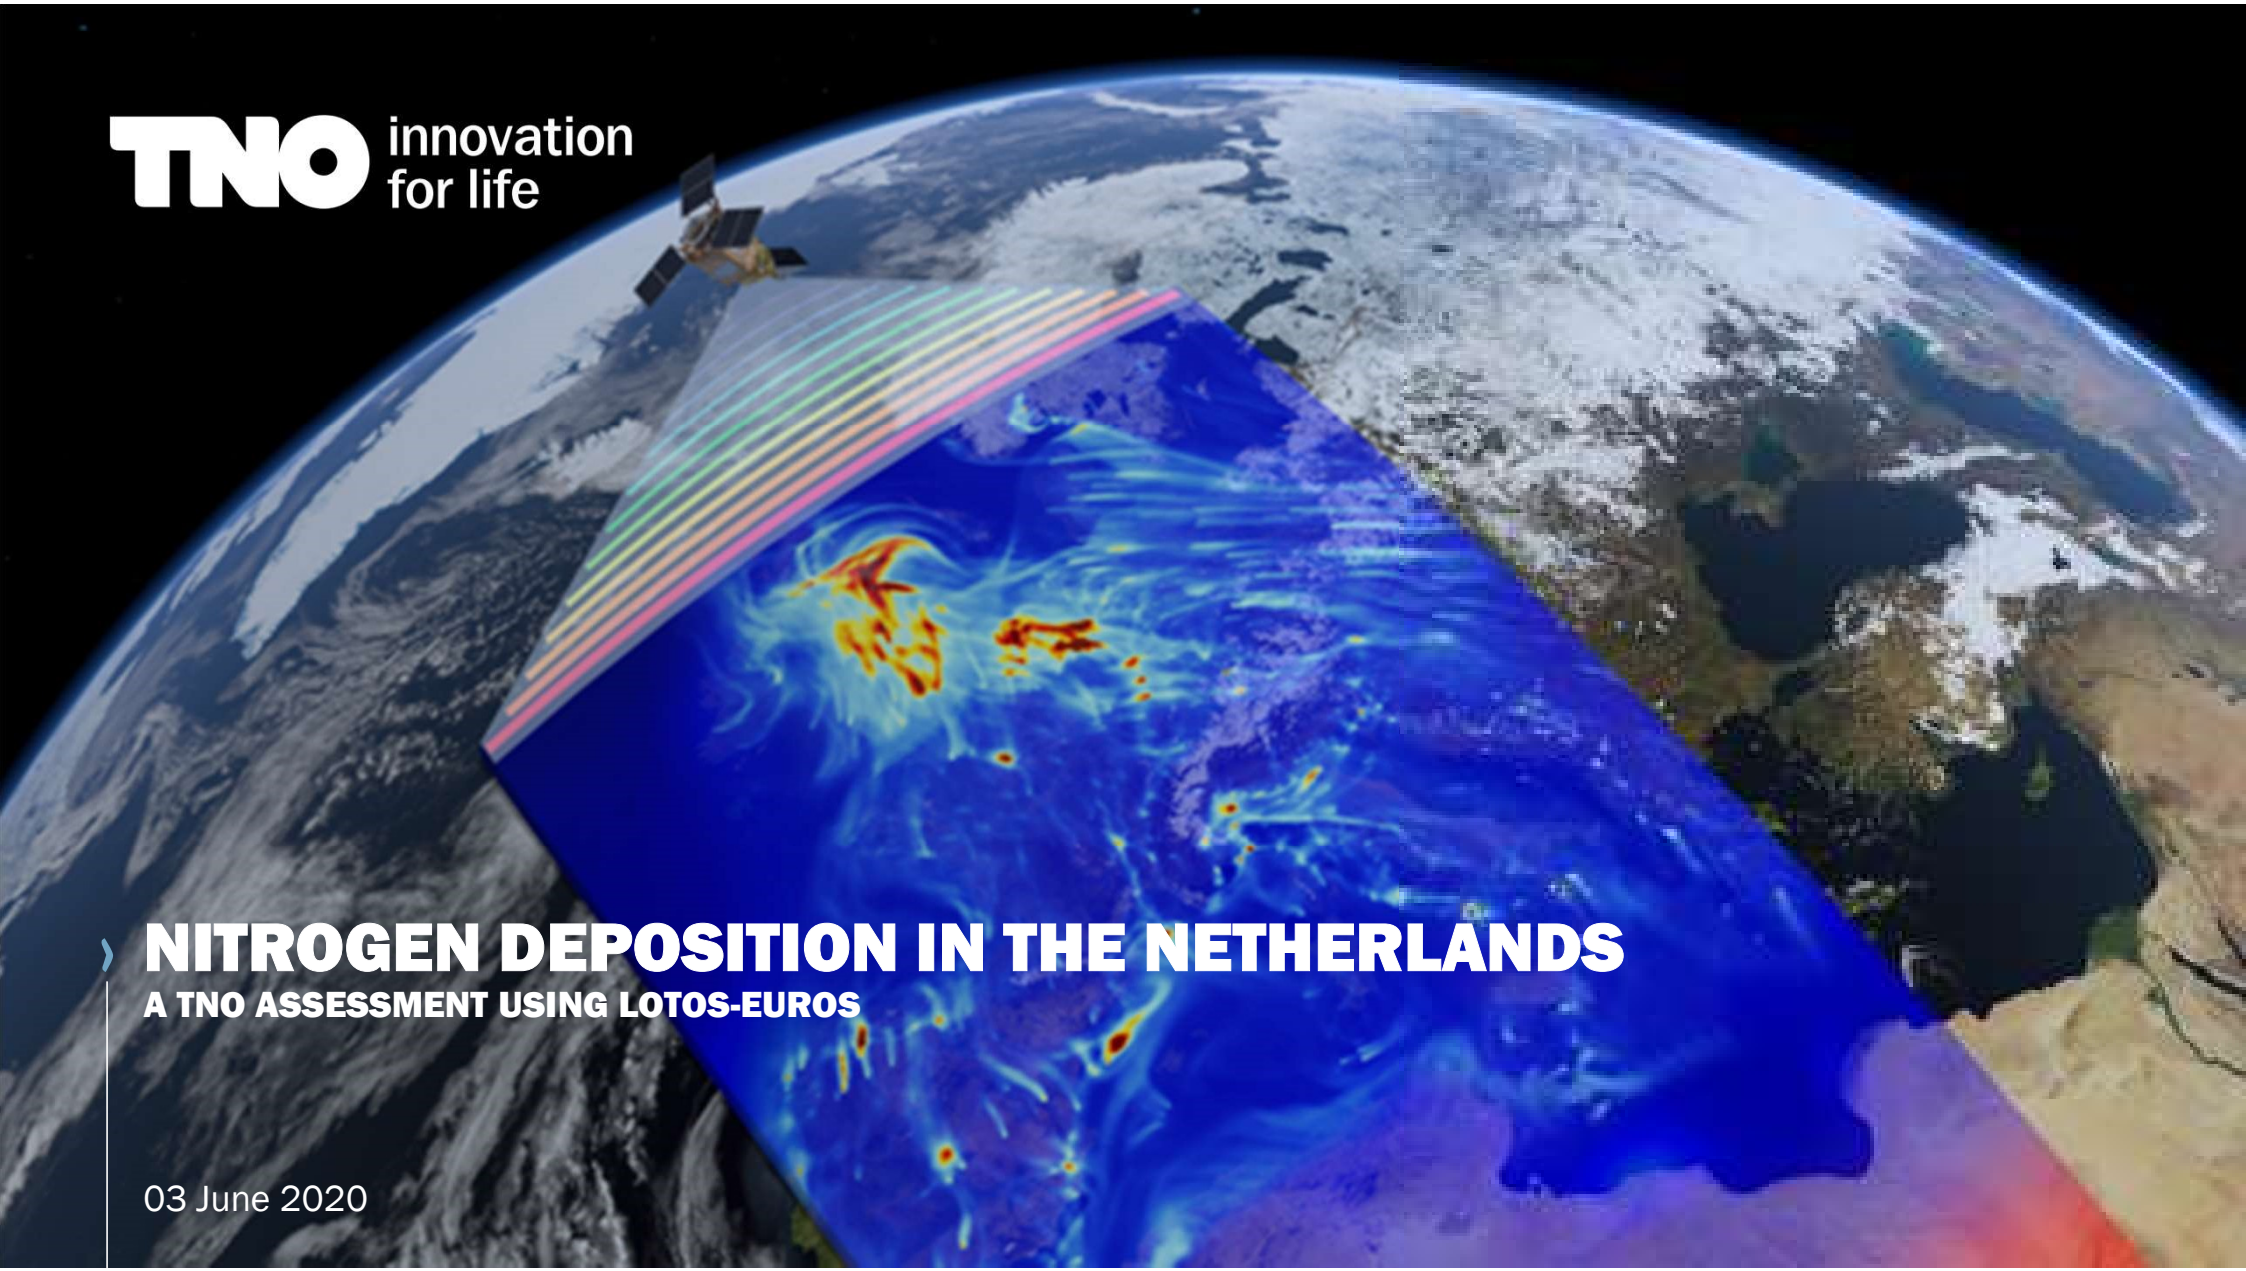 TNO innovation
for life
NITROGEN DEPOSITION IN THE NETHERLANDS
A TNO ASSESSMENT USING LOTOS-EUROS
03 June 2020